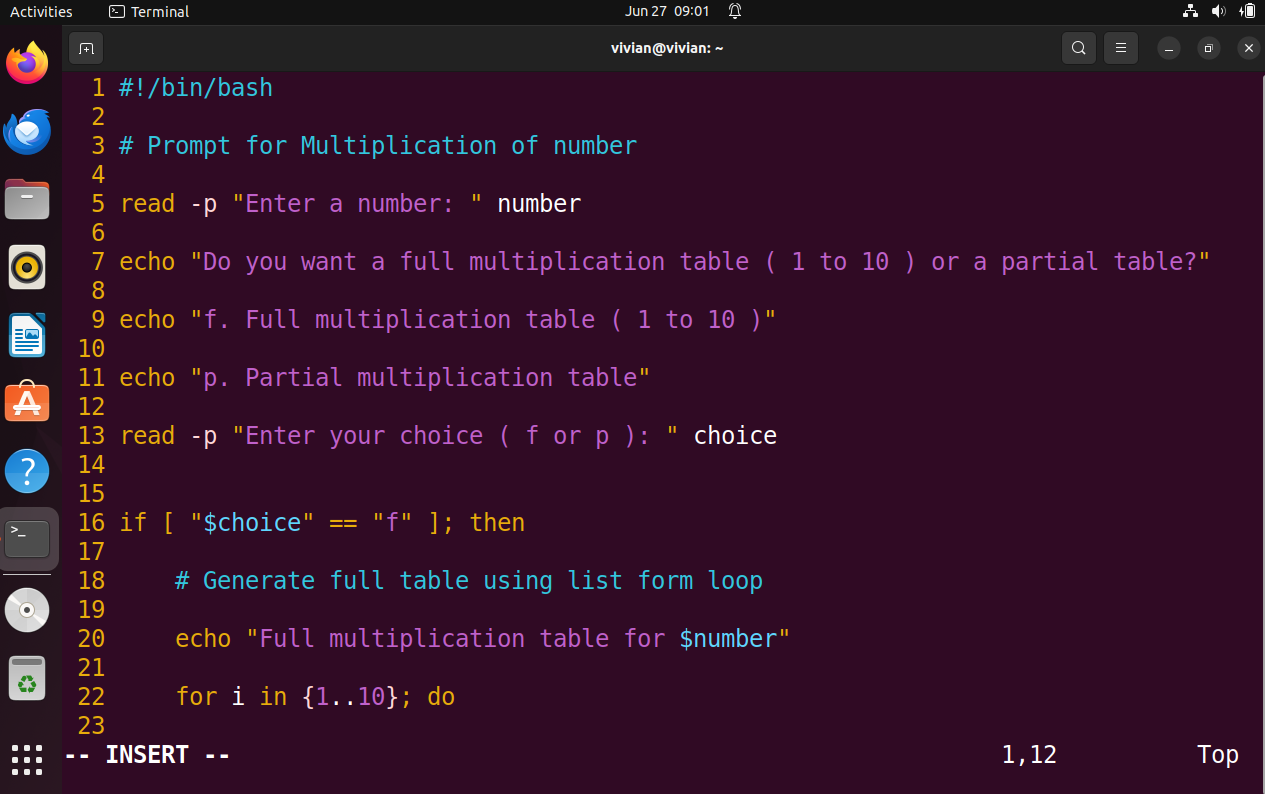 Activities Terminal Jun 27 09:01
vivian@vivian: ~
1 #!/bin/bash
2
3 # Prompt for Multiplication of number
4
5 read -p "Enter a number: " number
6
7 echo "Do you want a full multiplication table ( 1 to 10 ) or a partial table?"
8
9 echo "f. Full multiplication table ( 1 to 10 )"
10
11 echo "p. Partial multiplication table"
12
13 read -p "Enter your choice ( f or p ): " choice
14
15
16 if [ "$choice" == "f" ]; then
17
18     # Generate full table using list form loop
19
20     echo "Full multiplication table for $number"
21
22     for i in {1..10}; do
23
-- INSERT -- 1,12 Top